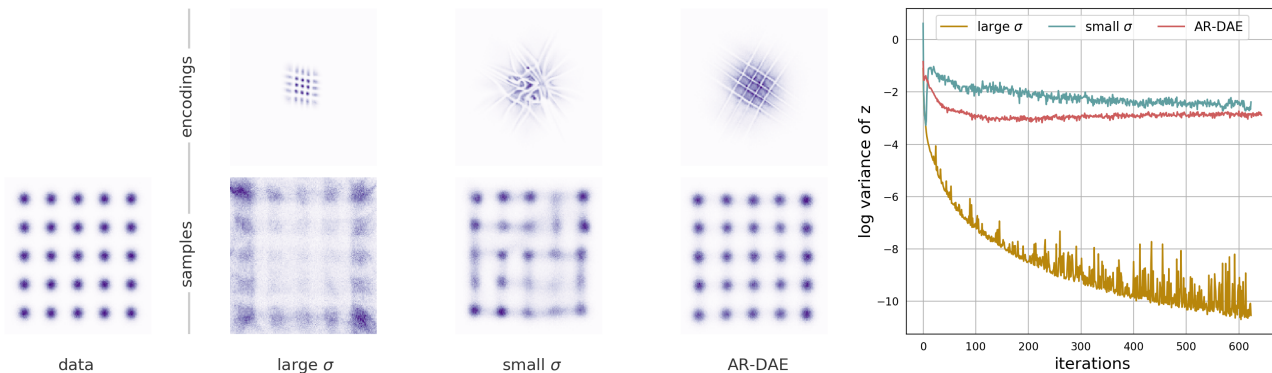 encodings
samples
data
large σ
small σ
AR-DAE
large σ
small σ
AR-DAE
log variance of z
0
−2
−4
−6
−8
−10
0
100
200
300
400
500
600
iterations